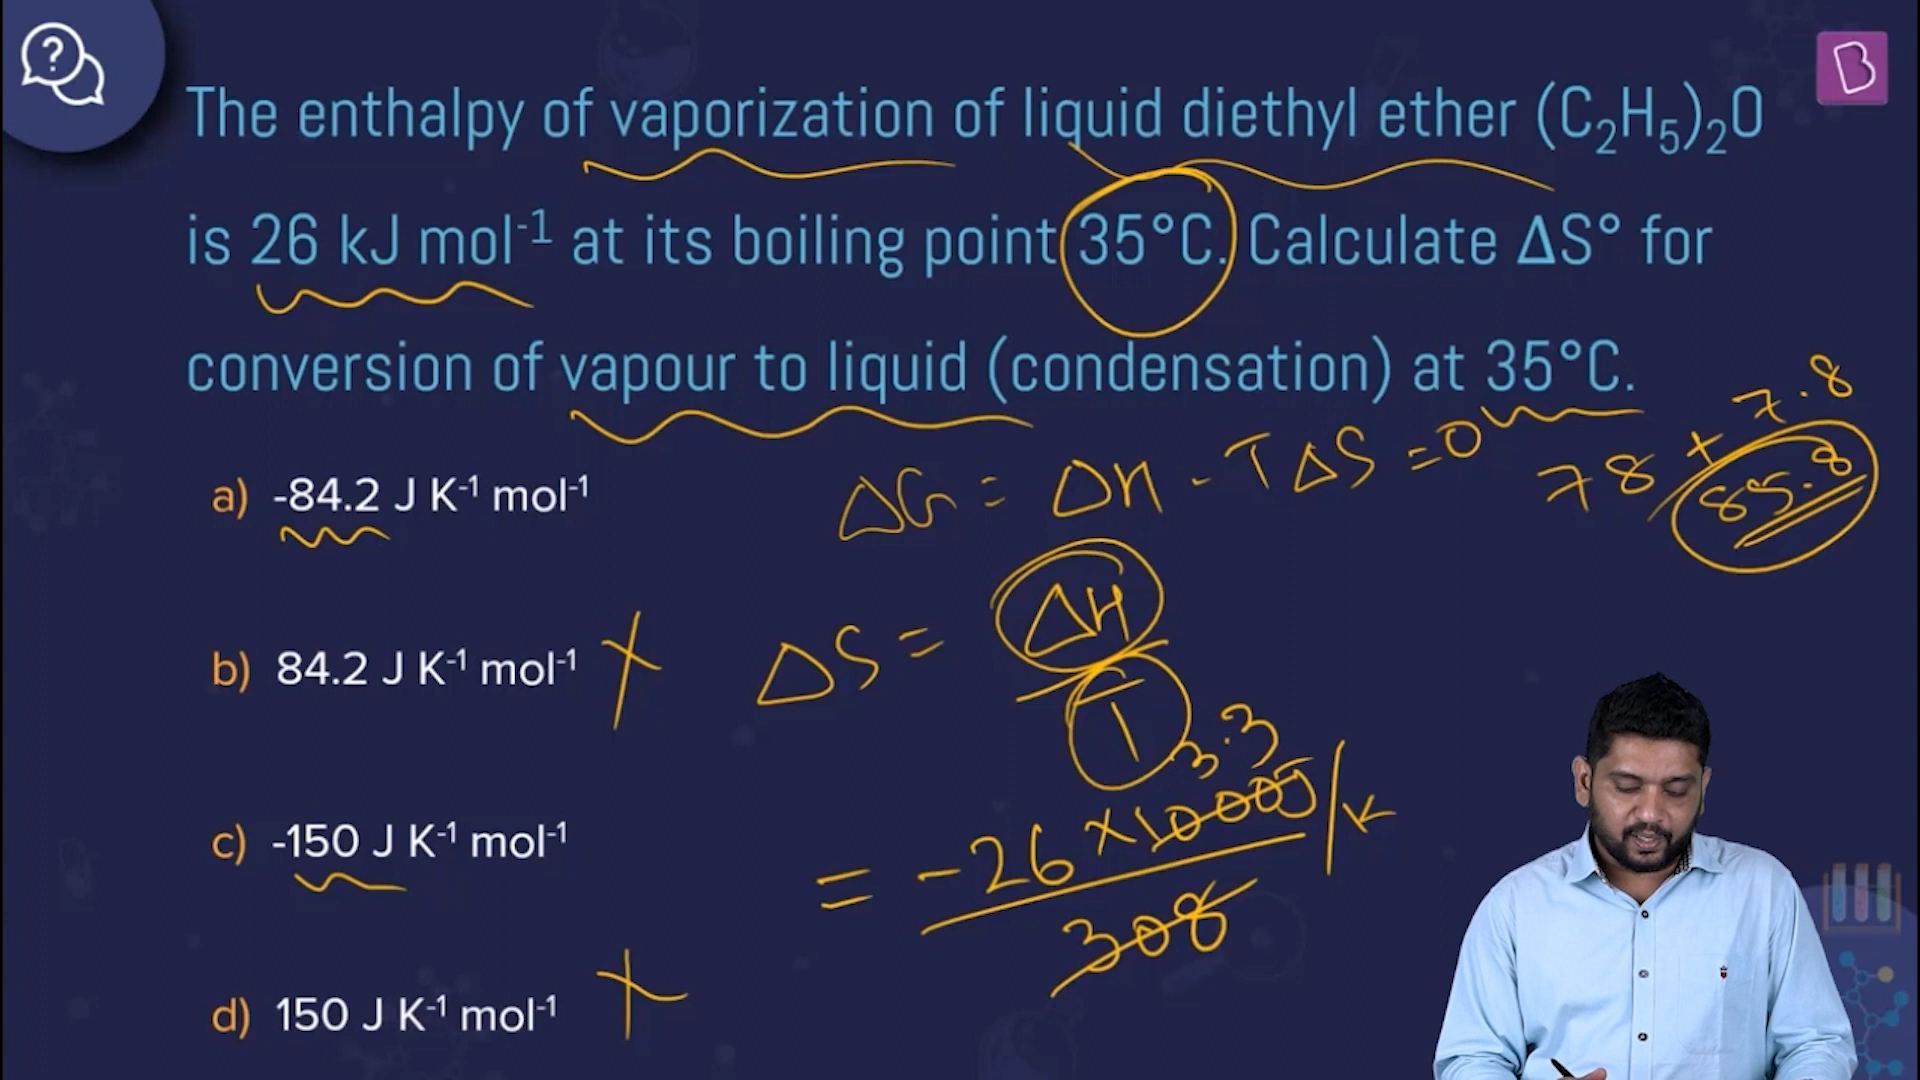 The enthalpy of vaporization of liquid diethyl ether (C₂H₅)₂O
is 26 kJ mol⁻¹ at its boiling point 35°C. Calculate ΔS° for
conversion of vapour to liquid (condensation) at 35°C.
a) -84.2 J K⁻¹ mol⁻¹
b) 84.2 J K⁻¹ mol⁻¹
c) -150 J K⁻¹ mol⁻¹
d) 150 J K⁻¹ mol⁻¹
ΔG = ΔH - TΔS = 0
78 + 7.8
85.8
ΔS = ΔH
T
3.3
= -26 × 1000J /K
308
?
B